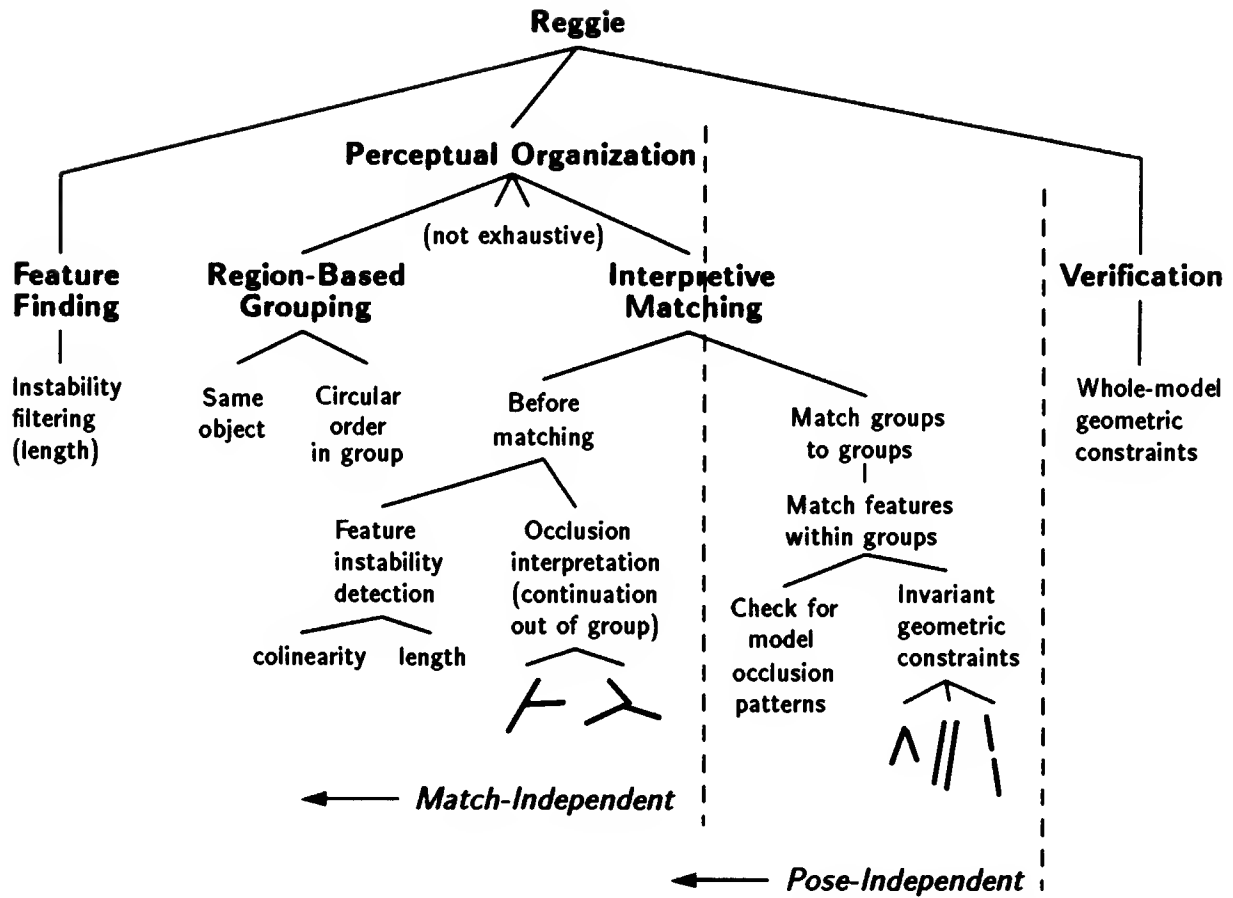 Reggie
Perceptual Organization
(not exhaustive)
Feature
Finding
Region-Based
Grouping
Interpretive
Matching
Verification
Instability
filtering
(length)
Same
object
Circular
order
in group
Before
matching
Match groups
to groups
Whole-model
geometric
constraints
Feature
instability
detection
Occlusion
interpretation
(continuation
out of group)
Match features
within groups
colinearity
length
Check for
model
occlusion
patterns
Invariant
geometric
constraints
Match-Independent
Pose-Independent